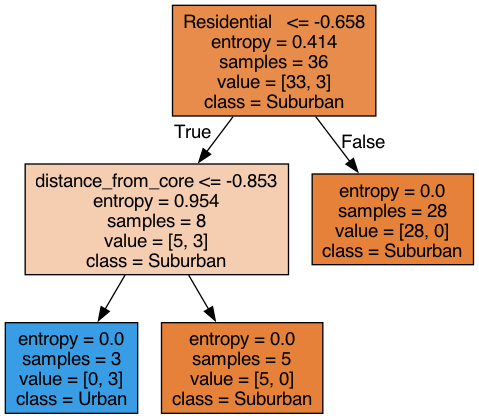 Residential <= -0.658
entropy = 0.414
samples = 36
value = [33, 3]
class = Suburban
True
False
distance_from_core <= -0.853
entropy = 0.954
samples = 8
value = [5, 3]
class = Suburban
entropy = 0.0
samples = 28
value = [28, 0]
class = Suburban
entropy = 0.0
samples = 3
value = [0, 3]
class = Urban
entropy = 0.0
samples = 5
value = [5, 0]
class = Suburban